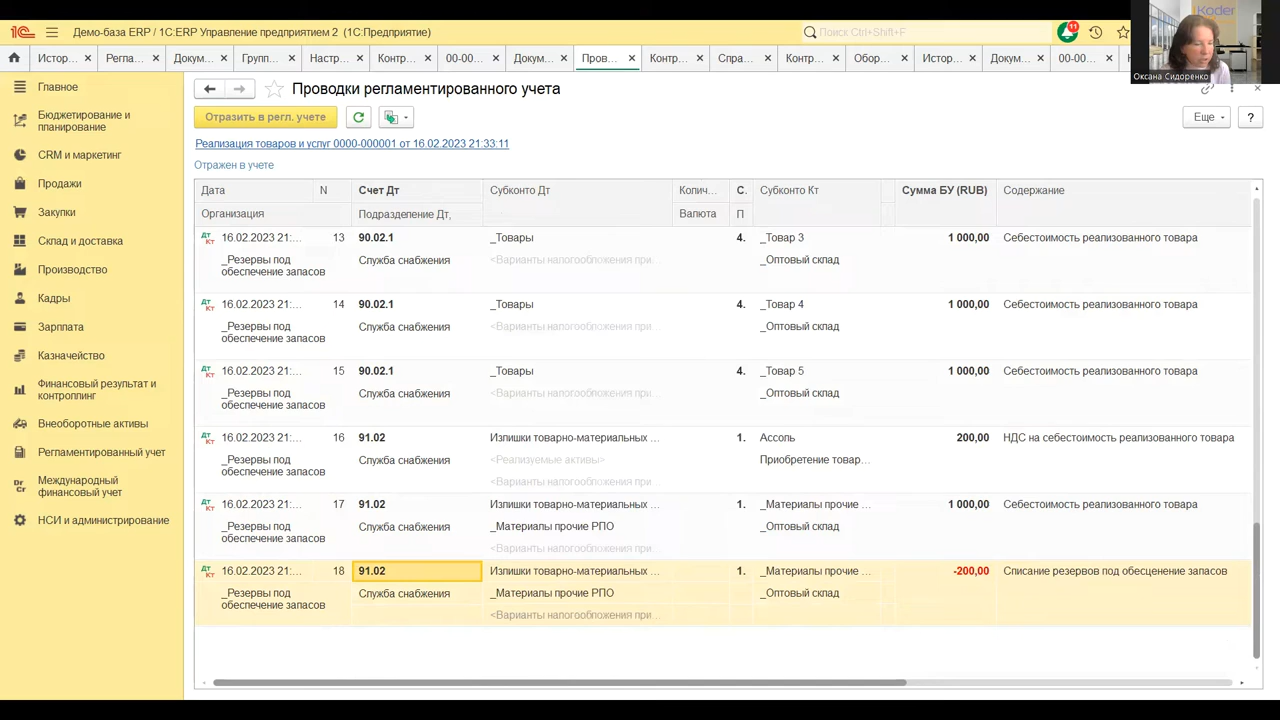 Демо-база ERP / 1С:ERP Управление предприятием 2 (1С:Предприятие)
Поиск Ctrl+Shift+F
11
Koder
Оксана Сидоренко
Истор... × Регла... × Докум... × Групп... × Настр... × Контр... × 00-00... × Докум... × Пров... × Контр... × Спра... × Контр... × Обор... × Истор... × Докум... × 00-00... ×
Главное
Бюджетирование и
планирование
CRM и маркетинг
Продажи
Закупки
Склад и доставка
Производство
Кадры
Зарплата
Казначейство
Финансовый результат и
контроллинг
Внеоборотные активы
Регламентированный учет
Международный
финансовый учет
НСИ и администрирование
Проводки регламентированного учета
Отразить в регл. учете
Еще
?
Реализация товаров и услуг 0000-000001 от 16.02.2023 21:33:11
Отражен в учете
Дата N Счет Дт Субконто Дт Колич... С. Субконто Кт Сумма БУ (RUB) Содержание
Организация Подразделение Дт, Валюта П
16.02.2023 21:... 13 90.02.1 _Товары 4. _Товар 3 1 000,00 Себестоимость реализованного товара
_Резервы под Служба снабжения <Варианты налогообложения при... _Оптовый склад
обеспечение запасов
16.02.2023 21:... 14 90.02.1 _Товары 4. _Товар 4 1 000,00 Себестоимость реализованного товара
_Резервы под Служба снабжения <Варианты налогообложения при... _Оптовый склад
обеспечение запасов
16.02.2023 21:... 15 90.02.1 _Товары 4. _Товар 5 1 000,00 Себестоимость реализованного товара
_Резервы под Служба снабжения <Варианты налогообложения при... _Оптовый склад
обеспечение запасов
16.02.2023 21:... 16 91.02 Излишки товарно-материальных ... 1. Ассоль 200,00 НДС на себестоимость реализованного товара
_Резервы под Служба снабжения <Реализуемые активы> Приобретение товар...
обеспечение запасов
<Варианты налогообложения при...
16.02.2023 21:... 17 91.02 Излишки товарно-материальных ... 1. _Материалы прочие ... 1 000,00 Себестоимость реализованного товара
_Резервы под Служба снабжения _Материалы прочие РПО _Оптовый склад
обеспечение запасов
<Варианты налогообложения при...
16.02.2023 21:... 18 91.02 Излишки товарно-материальных ... 1. _Материалы прочие ... -200,00 Списание резервов под обесценение запасов
_Резервы под Служба снабжения _Материалы прочие РПО _Оптовый склад
обеспечение запасов
<Варианты налогообложения при...